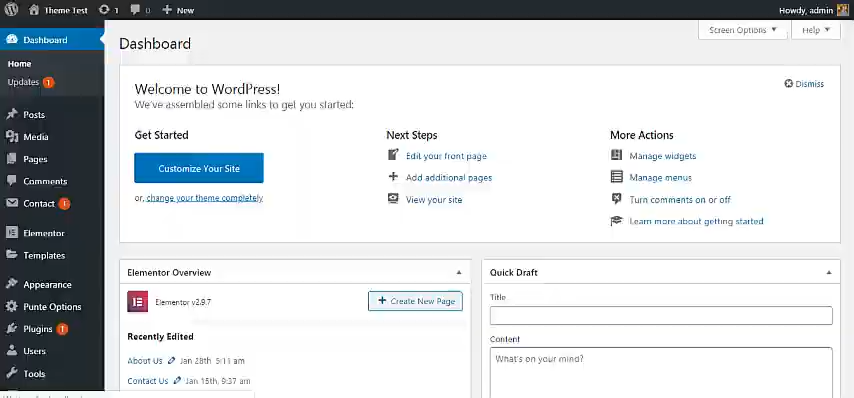 Theme Test 1 0 New Howdy, admin
Screen Options Help
Dashboard
Home
Updates 1
Posts
Media
Pages
Comments
Contact 1
Elementor
Templates
Appearance
Punte Options
Plugins 1
Users
Tools
Dashboard
Welcome to WordPress!
We've assembled some links to get you started:
Dismiss
Get Started
Customize Your Site
or, change your theme completely
Next Steps
Edit your front page
Add additional pages
View your site
More Actions
Manage widgets
Manage menus
Turn comments on or off
Learn more about getting started
Elementor Overview
Elementor v2.9.7
Create New Page
Recently Edited
About Us Jan 28th, 5:11 am
Contact Us Jan 15th, 9:37 am
Quick Draft
Title
Content
What's on your mind?